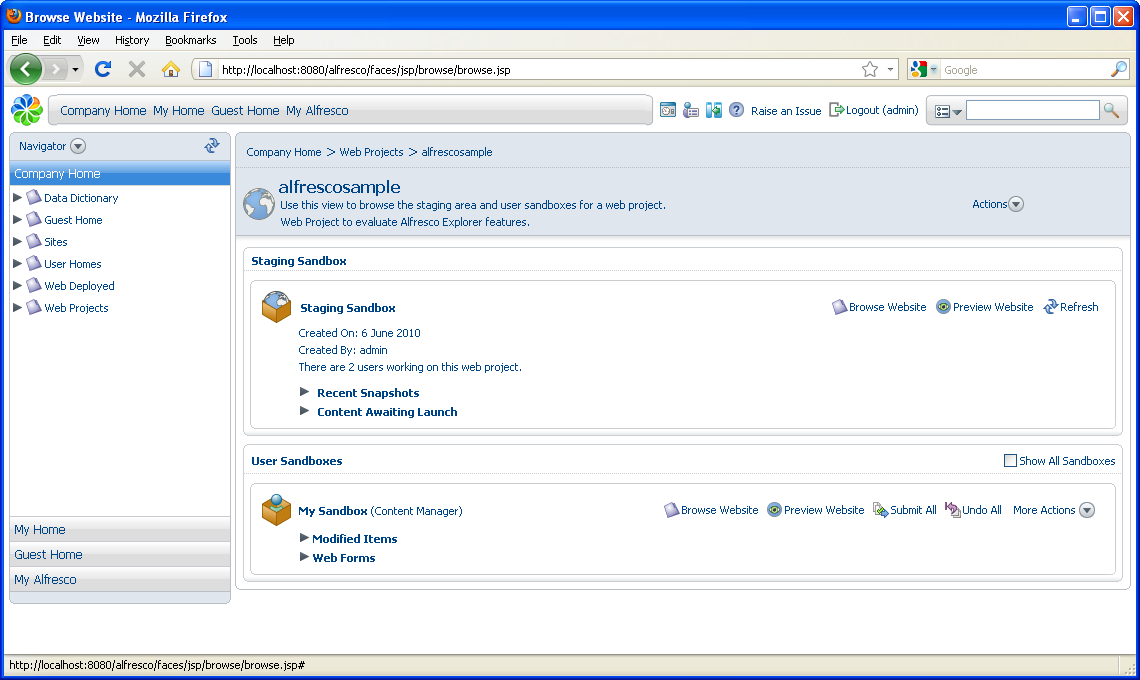 Browse Website - Mozilla Firefox
File Edit View History Bookmarks Tools Help
http://localhost:8080/alfresco/faces/jsp/browse/browse.jsp
Google
Company Home My Home Guest Home My Alfresco
Raise an Issue Logout (admin)
Navigator
Company Home
Data Dictionary
Guest Home
Sites
User Homes
Web Deployed
Web Projects
My Home
Guest Home
My Alfresco
Company Home > Web Projects > alfrescosample
alfrescosample
Use this view to browse the staging area and user sandboxes for a web project.
Web Project to evaluate Alfresco Explorer features.
Actions
Staging Sandbox
Staging Sandbox
Browse Website Preview Website Refresh
Created On: 6 June 2010
Created By: admin
There are 2 users working on this web project.
Recent Snapshots
Content Awaiting Launch
User Sandboxes
Show All Sandboxes
My Sandbox (Content Manager)
Browse Website Preview Website Submit All Undo All More Actions
Modified Items
Web Forms
http://localhost:8080/alfresco/faces/jsp/browse/browse.jsp#